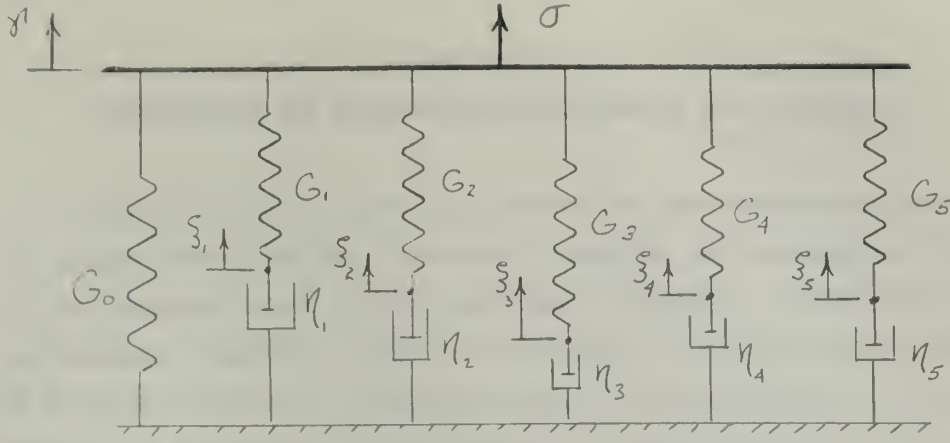 γ σ
G₁ G₂ G₃ G₄ G₅
G₀ ξ₁ ξ₂ ξ₃ ξ₄ ξ₅
η₁ η₂ η₃ η₄ η₅